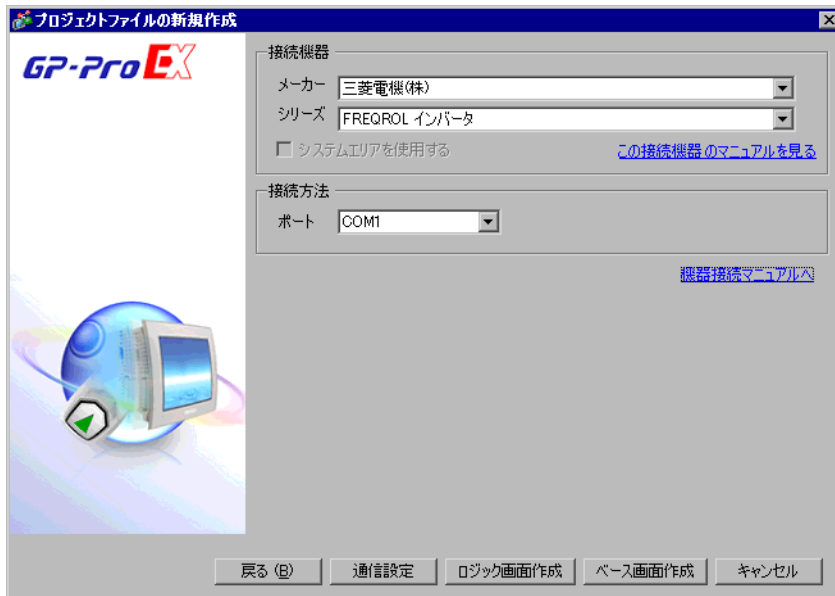 プロジェクトファイルの新規作成
GP-Pro EX
接続機器
メーカー 三菱電機(株)
シリーズ FREQROL インバータ
システムエリアを使用する この接続機器のマニュアルを見る
接続方法
ポート COM1
機器接続マニュアルへ
戻る (B) 通信設定 ロジック画面作成 ベース画面作成 キャンセル